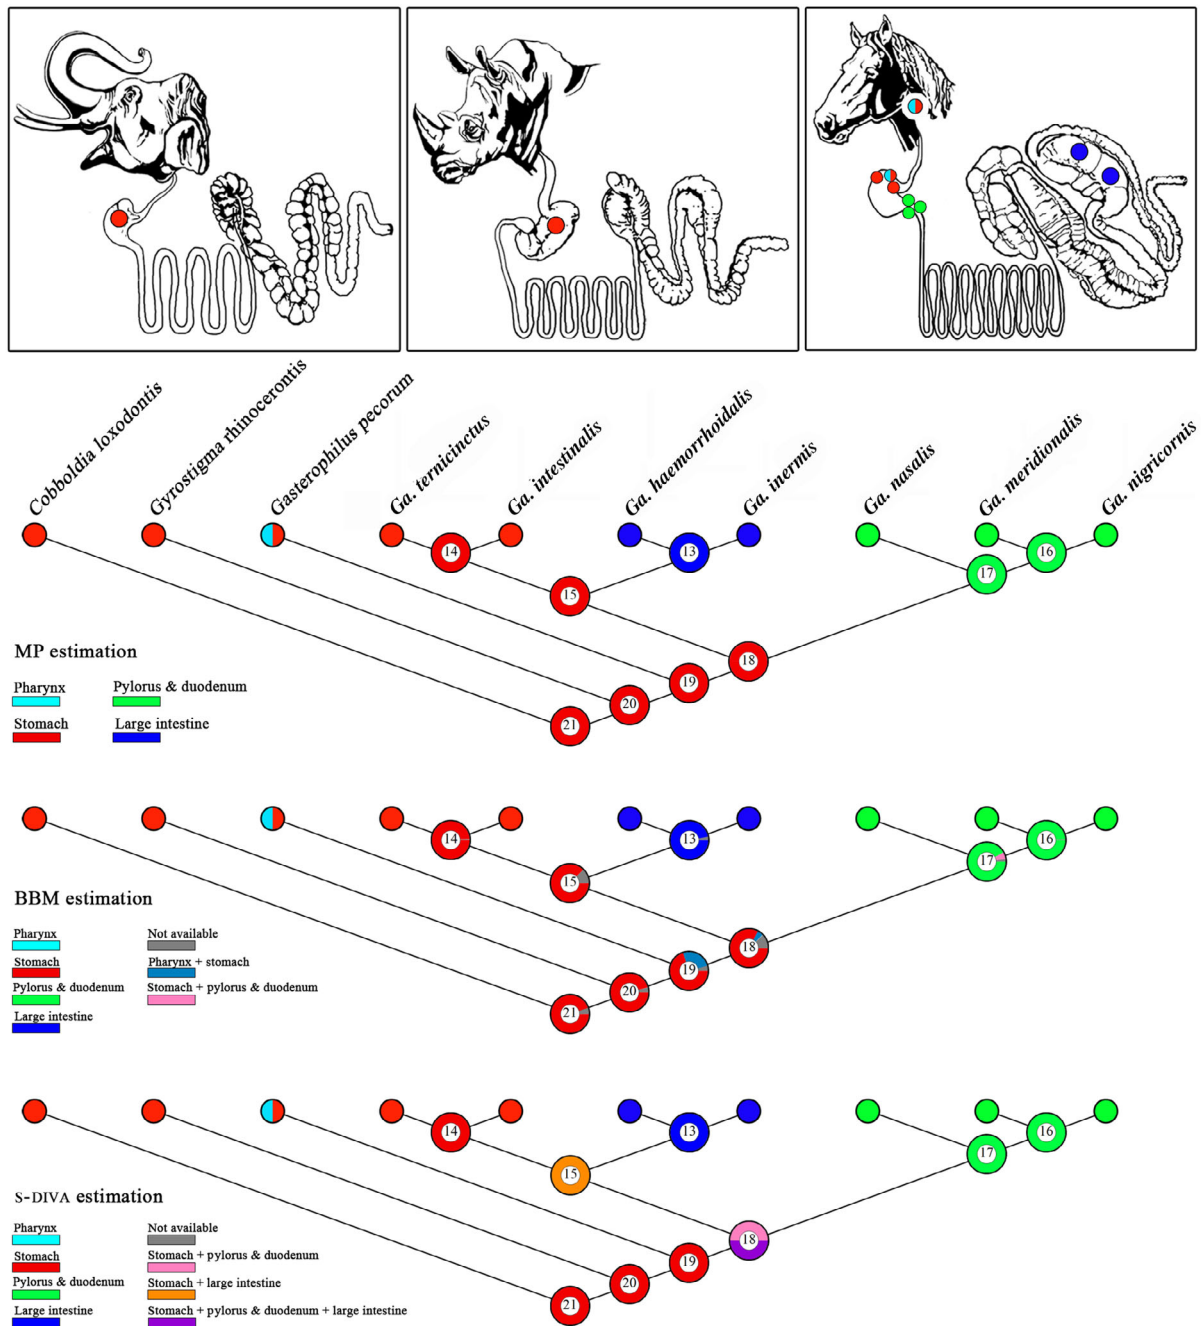 Cobboldia loxodontis
Gyrostigma rhinocerontis
Gasterophilus pecorum
Ga. ternicinctus
Ga. intestinalis
Ga. haemorrhoidalis
Ga. inermis
Ga. nasalis
Ga. meridionalis
Ga. nigricornis
14
13
16
17
15
18
19
20
21
MP estimation
Pharynx
Pylorus & duodenum
Stomach
Large intestine
14
13
16
17
15
18
19
20
21
BBM estimation
Pharynx
Not available
Stomach
Pharynx + stomach
Pylorus & duodenum
Stomach + pylorus & duodenum
Large intestine
14
13
16
17
15
18
19
20
21
S-DIVA estimation
Pharynx
Not available
Stomach
Stomach + pylorus & duodenum
Pylorus & duodenum
Stomach + large intestine
Large intestine
Stomach + pylorus & duodenum + large intestine